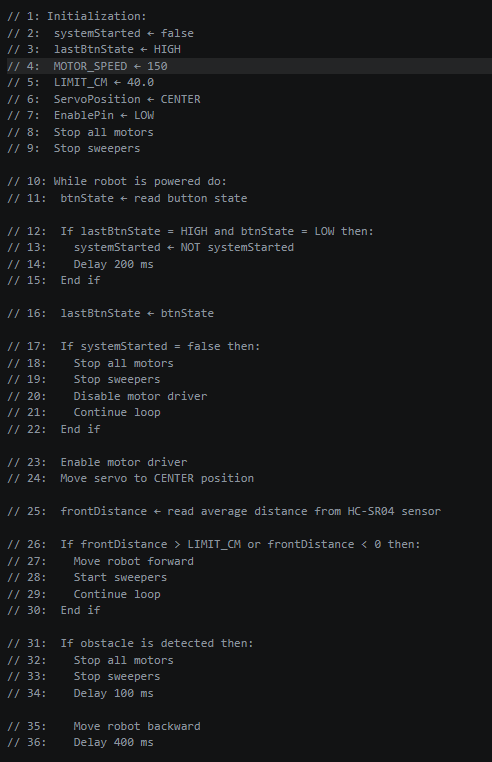 // 1: Initialization:
// 2:  systemStarted ← false
// 3:  lastBtnState ← HIGH
// 4:  MOTOR_SPEED ← 150
// 5:  LIMIT_CM ← 40.0
// 6:  ServoPosition ← CENTER
// 7:  EnablePin ← LOW
// 8:  Stop all motors
// 9:  Stop sweepers
// 10: While robot is powered do:
// 11:  btnState ← read button state
// 12:  If lastBtnState = HIGH and btnState = LOW then:
// 13:    systemStarted ← NOT systemStarted
// 14:    Delay 200 ms
// 15:  End if
// 16:  lastBtnState ← btnState
// 17:  If systemStarted = false then:
// 18:    Stop all motors
// 19:    Stop sweepers
// 20:    Disable motor driver
// 21:    Continue loop
// 22:  End if
// 23:  Enable motor driver
// 24:  Move servo to CENTER position
// 25:  frontDistance ← read average distance from HC-SR04 sensor
// 26:  If frontDistance > LIMIT_CM or frontDistance < 0 then:
// 27:    Move robot forward
// 28:    Start sweepers
// 29:    Continue loop
// 30:  End if
// 31:  If obstacle is detected then:
// 32:    Stop all motors
// 33:    Stop sweepers
// 34:    Delay 100 ms
// 35:    Move robot backward
// 36:    Delay 400 ms